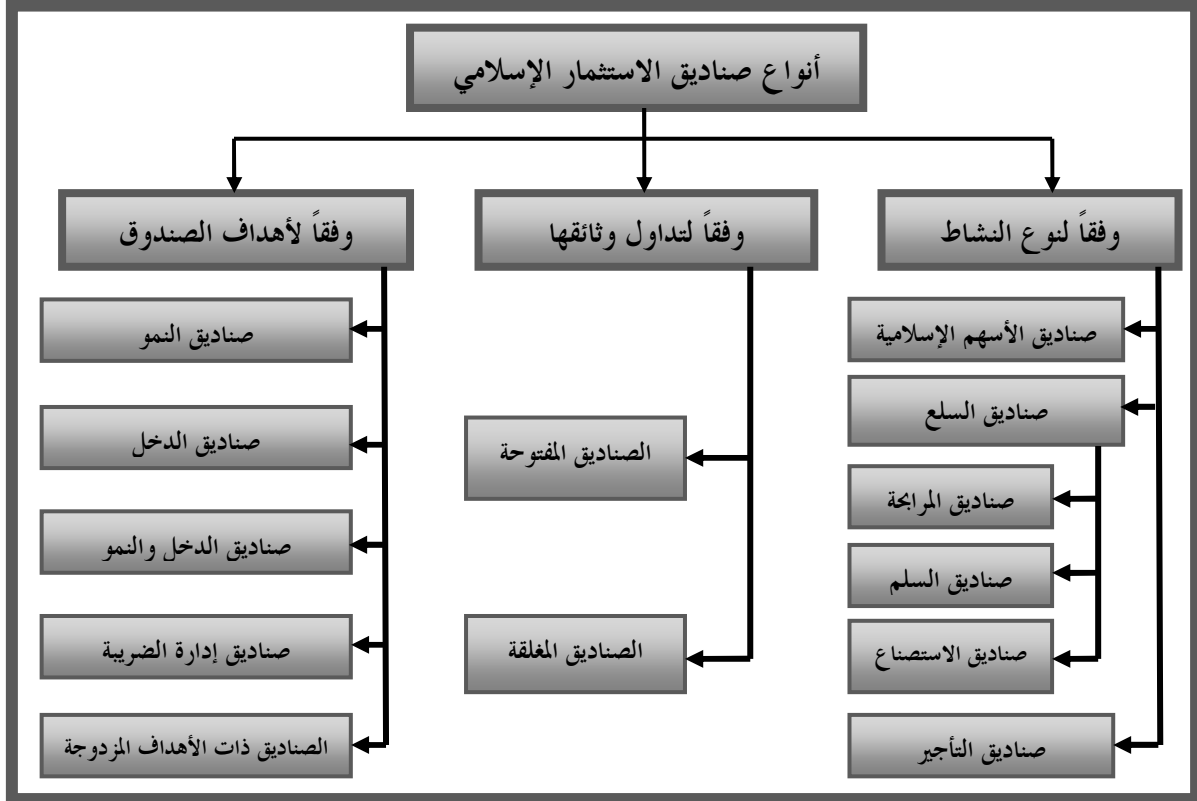 أنواع صناديق الاستثمار الإسلامي
وفقاً لنوع النشاط
صناديق الأسهم الإسلامية
صناديق السلع
صناديق المرابحة
صناديق السلم
صناديق الاستصناع
صناديق التأجير
وفقاً لتداول وثائقها
الصناديق المفتوحة
الصناديق المغلقة
وفقاً لأهداف الصندوق
صناديق النمو
صناديق الدخل
صناديق الدخل والنمو
صناديق إدارة الضريبة
الصناديق ذات الأهداف المزدوجة